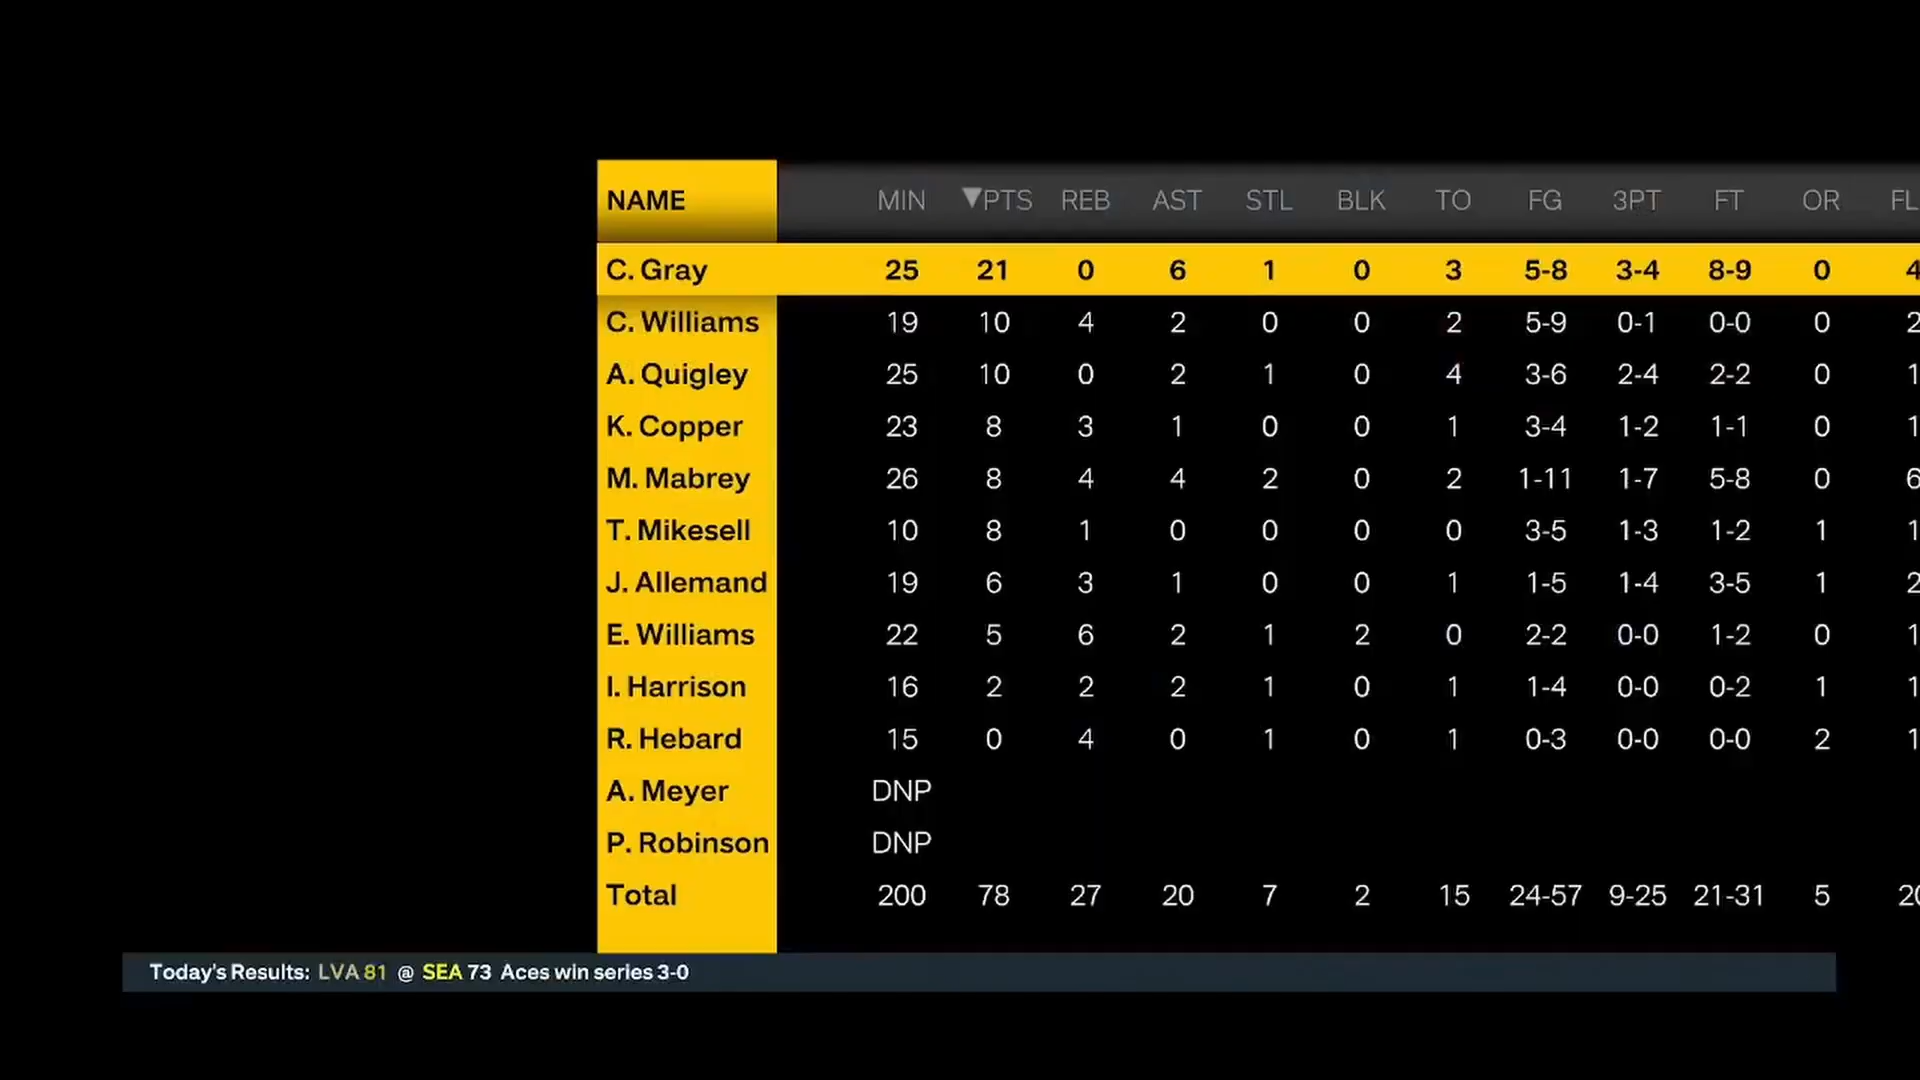 NAME MIN ▼PTS REB AST STL BLK TO FG 3PT FT OR FL
C. Gray 25 21 0 6 1 0 3 5-8 3-4 8-9 0 4
C. Williams 19 10 4 2 0 0 2 5-9 0-1 0-0 0 2
A. Quigley 25 10 0 2 1 0 4 3-6 2-4 2-2 0 1
K. Copper 23 8 3 1 0 0 1 3-4 1-2 1-1 0 1
M. Mabrey 26 8 4 4 2 0 2 1-11 1-7 5-8 0 6
T. Mikesell 10 8 1 0 0 0 0 3-5 1-3 1-2 1 1
J. Allemand 19 6 3 1 0 0 1 1-5 1-4 3-5 1 2
E. Williams 22 5 6 2 1 2 0 2-2 0-0 1-2 0 1
I. Harrison 16 2 2 2 1 0 1 1-4 0-0 0-2 1 1
R. Hebard 15 0 4 0 1 0 1 0-3 0-0 0-0 2 1
A. Meyer DNP
P. Robinson DNP
Total 200 78 27 20 7 2 15 24-57 9-25 21-31 5 20
Today's Results: LVA 81 @ SEA 73 Aces win series 3-0